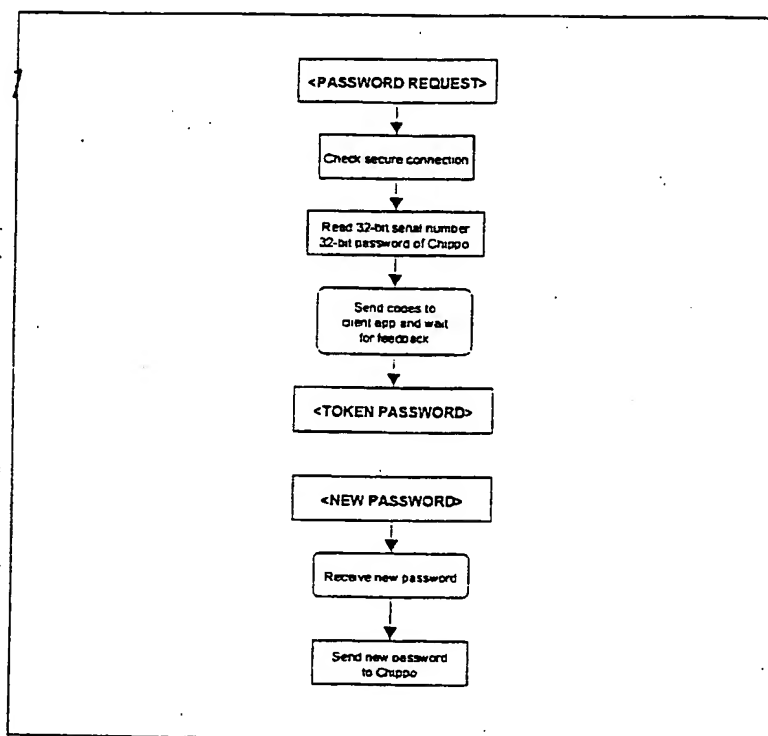 <PASSWORD REQUEST>
Check secure connection
Read 32-bit serial number
32-bit password of Chippo
Send codes to
client app and wait
for feedback
<TOKEN PASSWORD>
<NEW PASSWORD>
Receive new password
Send new password
to Chippo